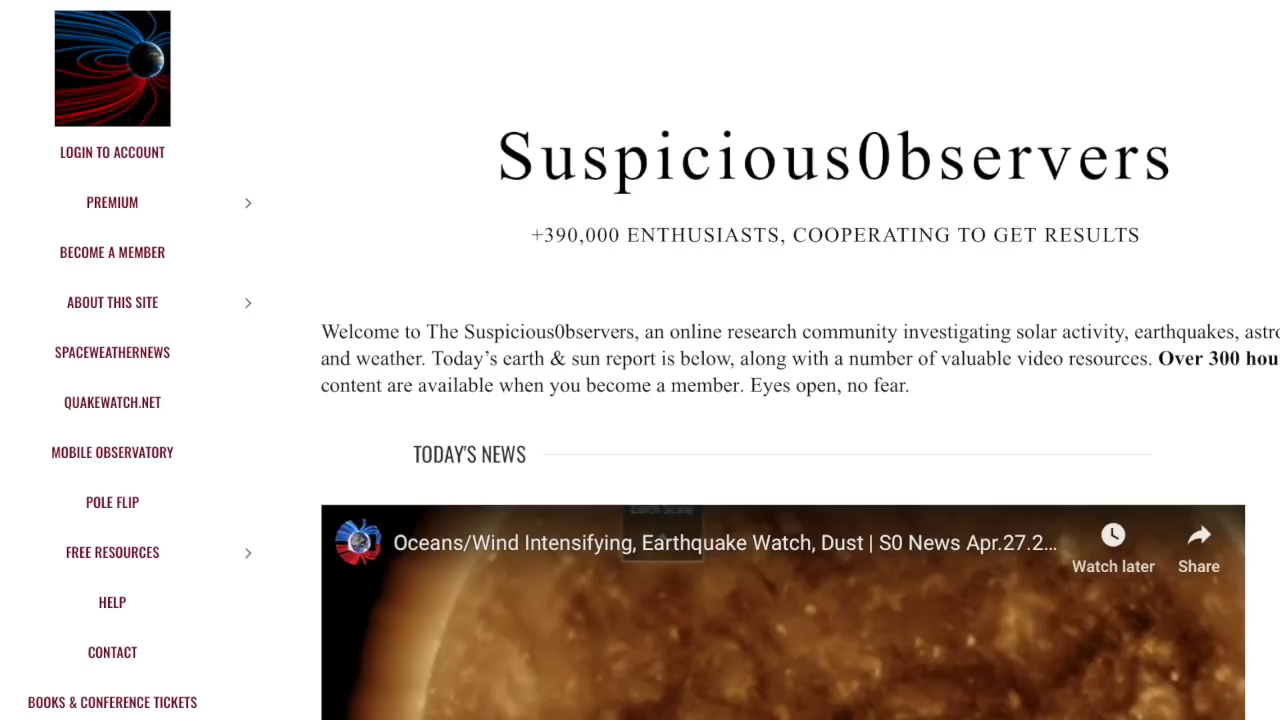 LOGIN TO ACCOUNT
PREMIUM
BECOME A MEMBER
ABOUT THIS SITE
SPACEWEATHERNEWS
QUAKEWATCH.NET
MOBILE OBSERVATORY
POLE FLIP
FREE RESOURCES
HELP
CONTACT
BOOKS & CONFERENCE TICKETS
Suspicious0bservers
+390,000 ENTHUSIASTS, COOPERATING TO GET RESULTS
Welcome to The Suspicious0bservers, an online research community investigating solar activity, earthquakes, astro
and weather. Today’s earth & sun report is below, along with a number of valuable video resources. Over 300 hou
content are available when you become a member. Eyes open, no fear.
TODAY'S NEWS
Oceans/Wind Intensifying, Earthquake Watch, Dust | S0 News Apr.27.2...
Watch later
Share